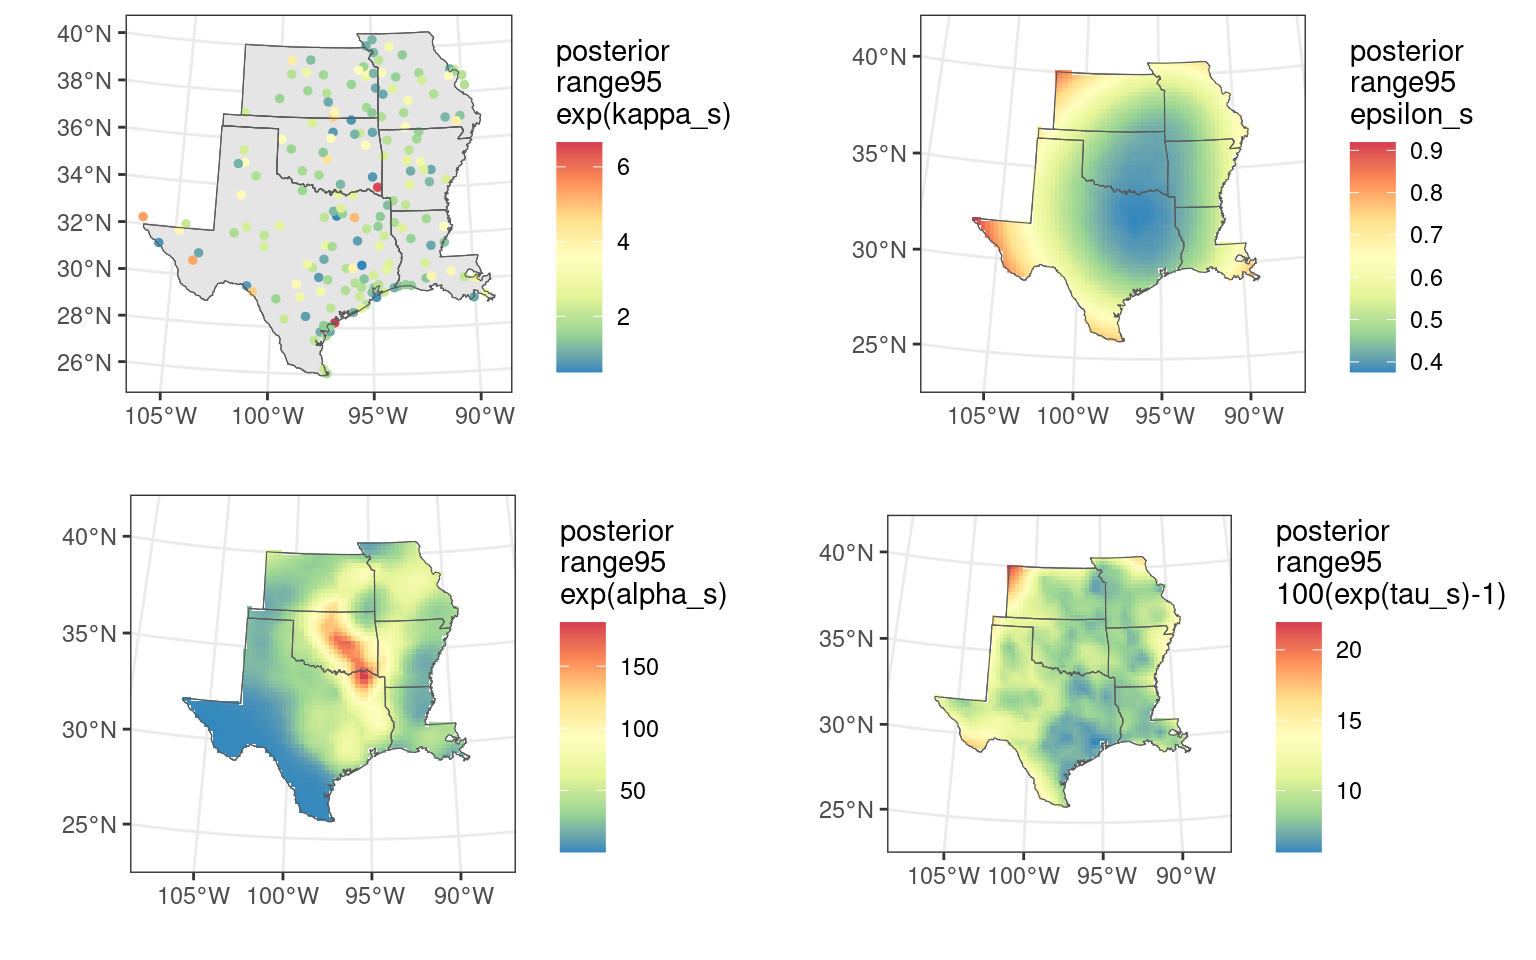 posterior
range95
exp(kappa_s)
40°N
38°N
36°N
34°N
32°N
30°N
28°N
26°N
105°W 100°W 95°W 90°W
6
4
2
posterior
range95
epsilon_s
40°N
35°N
30°N
25°N
105°W 100°W 95°W 90°W
0.9
0.8
0.7
0.6
0.5
0.4
posterior
range95
exp(alpha_s)
40°N
35°N
30°N
25°N
105°W 100°W 95°W 90°W
150
100
50
posterior
range95
100(exp(tau_s)-1)
40°N
35°N
30°N
25°N
105°W 100°W 95°W 90°W
20
15
10